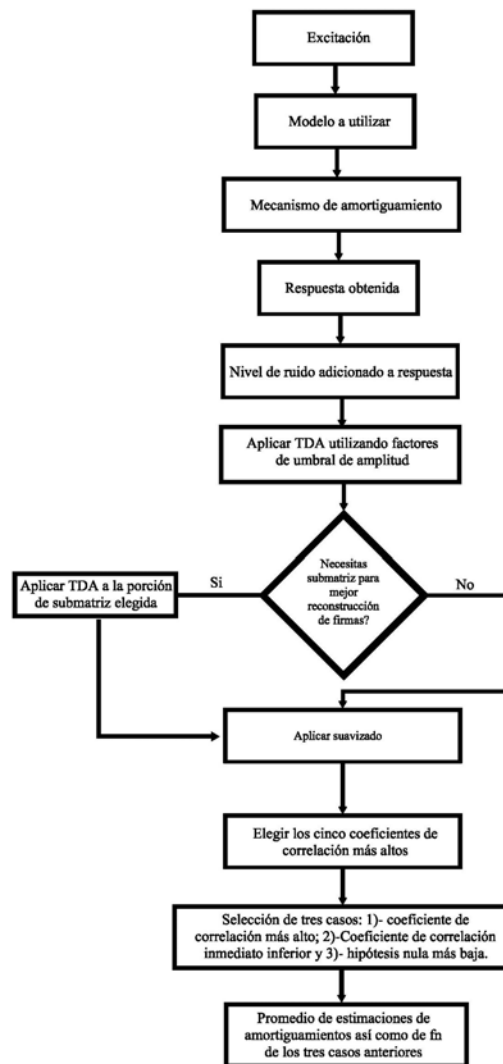 Excitación
Modelo a utilizar
Mecanismo de amortiguamiento
Respuesta obtenida
Nivel de ruido adicionado a respuesta
Aplicar TDA utilizando factores
de umbral de amplitud
Necesitas
submatriz para
mejor
reconstrucción
de firmas?
Si
No
Aplicar TDA a la porción
de submatriz elegida
Aplicar suavizado
Elegir los cinco coeficientes de
correlación más altos
Selección de tres casos: 1)- coeficiente de
correlación más alto; 2)-Coeficiente de correlación
inmediato inferior y 3)- hipótesis nula más baja.
Promedio de estimaciones de
amortiguamientos así como de fn
de los tres casos anteriores